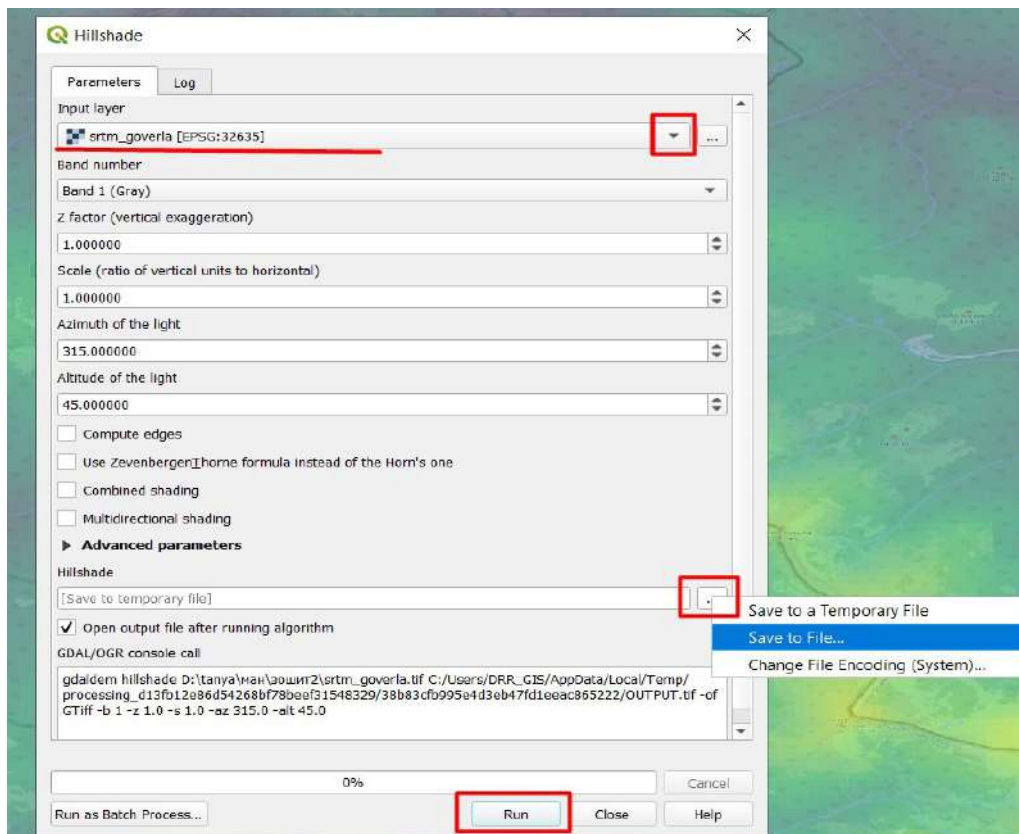 Hillshade
Parameters
Log
Input layer
srtm_goverla [EPSG:32635]
...
Band number
Band 1 (Gray)
Z factor (vertical exaggeration)
1.000000
Scale (ratio of vertical units to horizontal)
1.000000
Azimuth of the light
315.000000
Altitude of the light
45.000000
Compute edges
Use ZevenbergenThorne formula instead of the Horn's one
Combined shading
Multidirectional shading
Advanced parameters
Hillshade
[Save to temporary file]
Save to a Temporary File
Open output file after running algorithm
Save to File...
GDAL/OGR console call
Change File Encoding (System)...
gdaldem hillshade D:\tanya\ман\зошит2\srtm_goverla.tif C:/Users/DRR_GIS/AppData/Local/Temp/
processing_d13fb12e86d54268bf78beef31548329/38b83cfb995e4d3eb47fd1eeac865222/OUTPUT.tif -of
GTiff -b 1 -z 1.0 -s 1.0 -az 315.0 -alt 45.0
0%
Cancel
Run as Batch Process...
Run
Close
Help